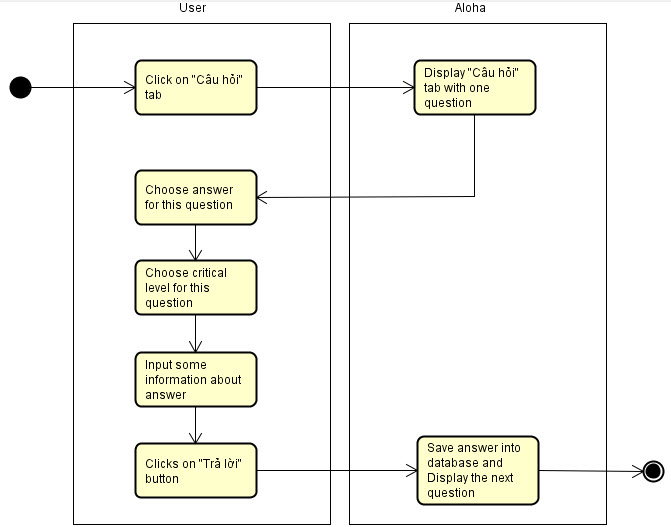 User
Aloha
Click on "Câu hỏi"
tab
Display "Câu hỏi"
tab with one
question
Choose answer
for this question
Choose critical
level for this
question
Input some
information about
answer
Clicks on "Trả lời"
button
Save answer into
database and
Display the next
question